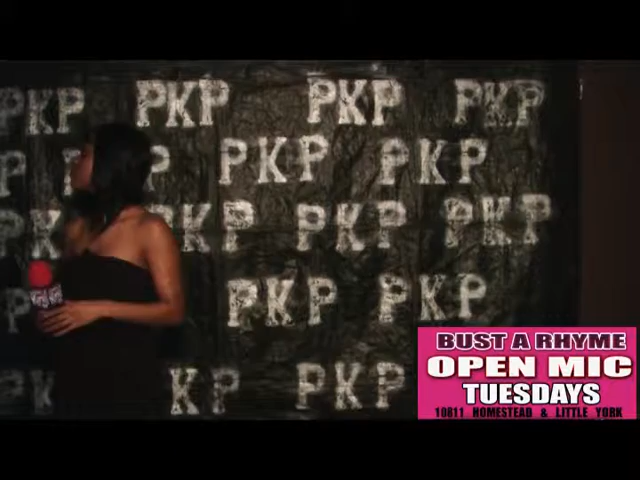 PKP PKP PKP PKP
PKP PKP
PKP PKP PKP
PKP PKP
PKP PKP
BUST A RHYME
OPEN MIC
TUESDAYS
10811 HOMESTEAD & LITTLE YORK